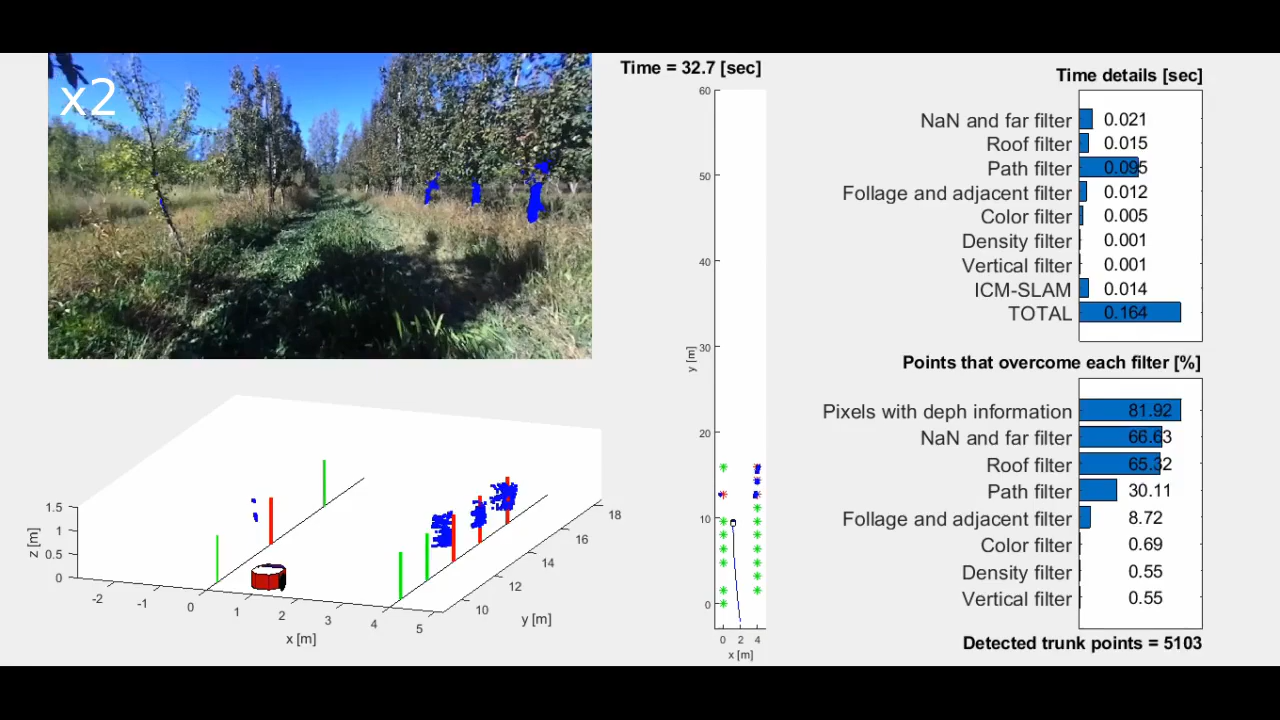 x2
Time = 32.7 [sec]
60
50
40
30
20
10
0
y [m]
0 2 4
x [m]
1.5
1
0.5
0
z [m]
-2 -1 0 1 2 3 4 5
x [m]
10 12 14 16 18
y [m]
Time details [sec]
NaN and far filter 0.021
Roof filter 0.015
Path filter 0.095
Follage and adjacent filter 0.012
Color filter 0.005
Density filter 0.001
Vertical filter 0.001
ICM-SLAM 0.014
TOTAL 0.164
Points that overcome each filter [%]
Pixels with deph information 81.92
NaN and far filter 66.63
Roof filter 65.32
Path filter 30.11
Follage and adjacent filter 8.72
Color filter 0.69
Density filter 0.55
Vertical filter 0.55
Detected trunk points = 5103